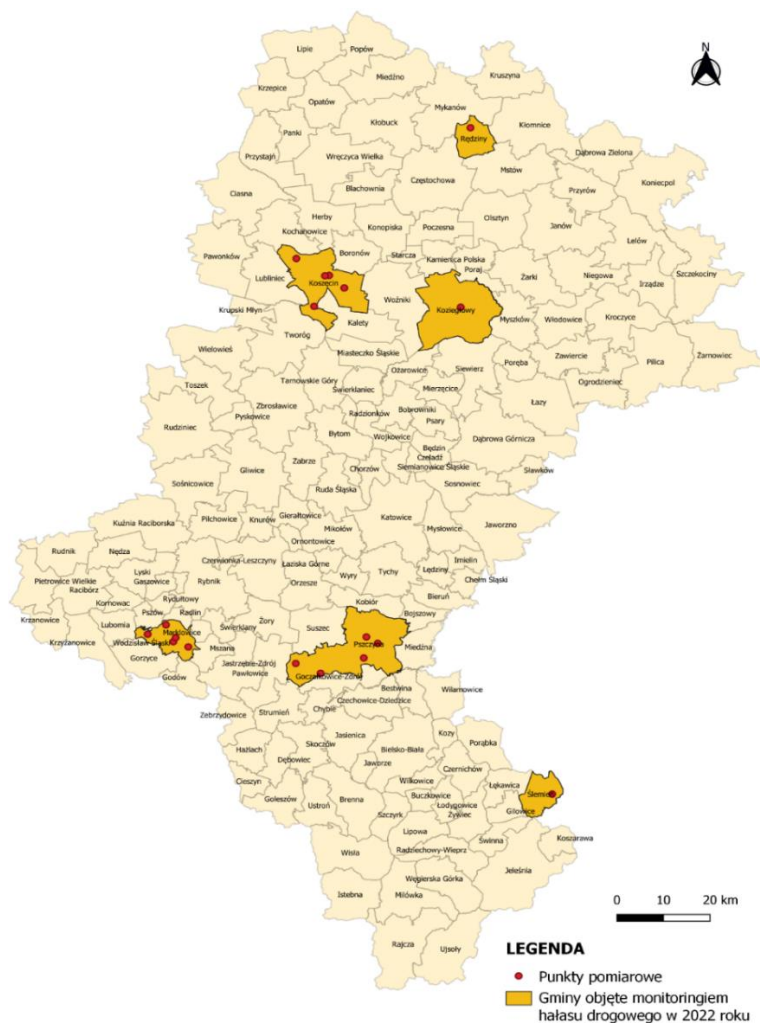 N
Lipie
Popów
Miedźno
Kruszyna
Krzepice
Opatów
Mykanów
Kłobuck
Kłomnice
Panki
Rędziny
Dąbrowa Zielona
Przystajń
Wręczyca Wielka
Mstów
Koniecpol
Częstochowa
Blachownia
Przyrów
Ciasna
Herby
Konopiska
Poczesna
Olsztyn
Janów
Kochanowice
Lelów
Pawonków
Boronów
Starcza
Kamienica Polska
Lubliniec
Koszęcin
Poraj
Szczekociny
Żarki
Niegowa
Irządze
Woźniki
Krupski Młyn
Koziegłowy
Kalety
Myszków
Włodowice
Kroczyce
Tworóg
Wielowieś
Miasteczko Śląskie
Poręba
Zawiercie
Pilica
Żarnowiec
Ożarowice
Siewierz
Toszek
Tarnowskie Góry
Świerklaniec
Mierzęcice
Ogrodzieniec
Zbrosławice
Łazy
Pyskowice
Radzionków
Bobrowniki
Rudziniec
Psary
Bytom
Wojkowice
Dąbrowa Górnicza
Będzin
Zabrze
Czeladź
Gliwice
Chorzów
Siemianowice Śląskie
Sławków
Sośnicowice
Ruda Śląska
Sosnowiec
Kuźnia Raciborska
Pilchowice
Knurów
Gierałtowice
Katowice
Jaworzno
Mikołów
Mysłowice
Ornontowice
Rudnik
Nędza
Czerwionka-Leszczyny
Łaziska Górne
Imielin
Lyski
Lędziny
Pietrowice Wielkie
Gaszowice
Rybnik
Orzesze
Wyry
Tychy
Chełm Śląski
Racibórz
Kornowac
Rydułtowy
Bieruń
Kobiór
Krzanowice
Pszów
Radlin
Bojszowy
Lubomia
Świerklany
Żory
Suszec
Marklowice
Krzyżanowice
Wodzisław Śląski
Mszana
Pszczyna
Miedźna
Gorzyce
Jastrzębie-Zdrój
Godów
Pawłowice
Goczałkowice-Zdrój
Bestwina
Wilamowice
Zebrzydowice
Strumień
Chybie
Czechowice-Dziedzice
Hażlach
Skoczów
Jasienica
Bielsko-Biała
Kozy
Porąbka
Dębowiec
Jaworze
Czernichów
Cieszyn
Wilkowice
Łękawica
Ślemień
Goleszów
Ustroń
Brenna
Buczkowice
Łodygowice
Gilowice
Szczyrk
Żywiec
Lipowa
Świnna
Koszarawa
Wisła
Radziechowy-Wieprz
Jeleśnia
Węgierska Górka
Istebna
Milówka
Rajcza
Ujsoły
0 10 20 km
LEGENDA
Punkty pomiarowe
Gminy objęte monitoringiem
hałasu drogowego w 2022 roku